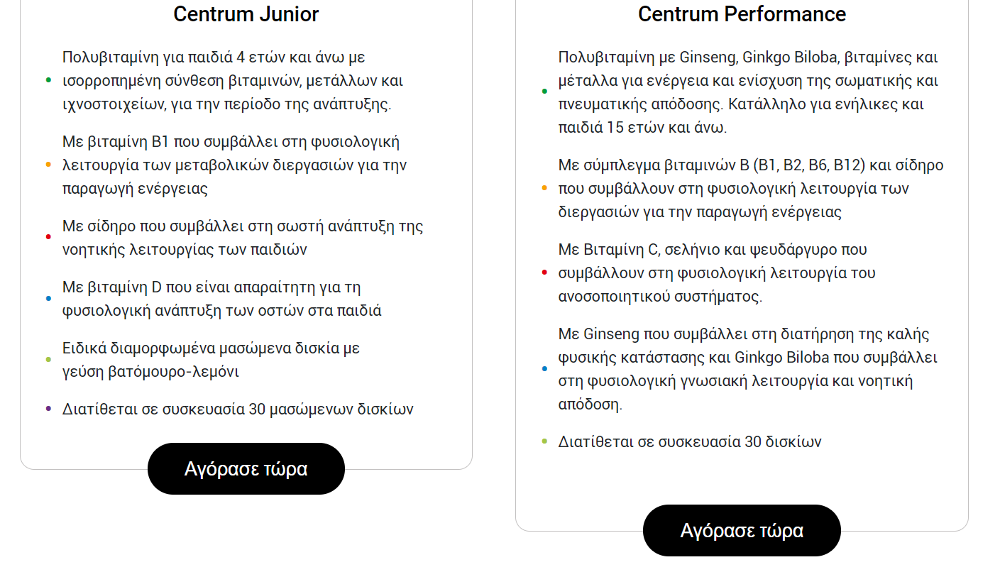 Centrum Junior
Πολυβιταμίνη για παιδιά 4 ετών και άνω με
ισορροπημένη σύνθεση βιταμινών, μετάλλων και
ιχνοστοιχείων, για την περίοδο της ανάπτυξης.
Με βιταμίνη Β1 που συμβάλλει στη φυσιολογική
λειτουργία των μεταβολικών διεργασιών για την
παραγωγή ενέργειας
Με σίδηρο που συμβάλλει στη σωστή ανάπτυξη της
νοητικής λειτουργίας των παιδιών
Με βιταμίνη D που είναι απαραίτητη για τη
φυσιολογική ανάπτυξη των οστών στα παιδιά
Ειδικά διαμορφωμένα μασώμενα δισκία με
γεύση βατόμουρο-λεμόνι
Διατίθεται σε συσκευασία 30 μασώμενων δισκίων
Αγόρασε τώρα
Centrum Performance
Πολυβιταμίνη με Ginseng, Ginkgo Biloba, βιταμίνες και
μέταλλα για ενέργεια και ενίσχυση της σωματικής και
πνευματικής απόδοσης. Κατάλληλο για ενήλικες και
παιδιά 15 ετών και άνω.
Με σύμπλεγμα βιταμινών Β (Β1, Β2, Β6, Β12) και σίδηρο
που συμβάλλουν στη φυσιολογική λειτουργία των
διεργασιών για την παραγωγή ενέργειας
Με Βιταμίνη C, σελήνιο και ψευδάργυρο που
συμβάλλουν στη φυσιολογική λειτουργία του
ανοσοποιητικού συστήματος.
Με Ginseng που συμβάλλει στη διατήρηση της καλής
φυσικής κατάστασης και Ginkgo Biloba που συμβάλλει
στη φυσιολογική γνωσιακή λειτουργία και νοητική
απόδοση.
Διατίθεται σε συσκευασία 30 δισκίων
Αγόρασε τώρα